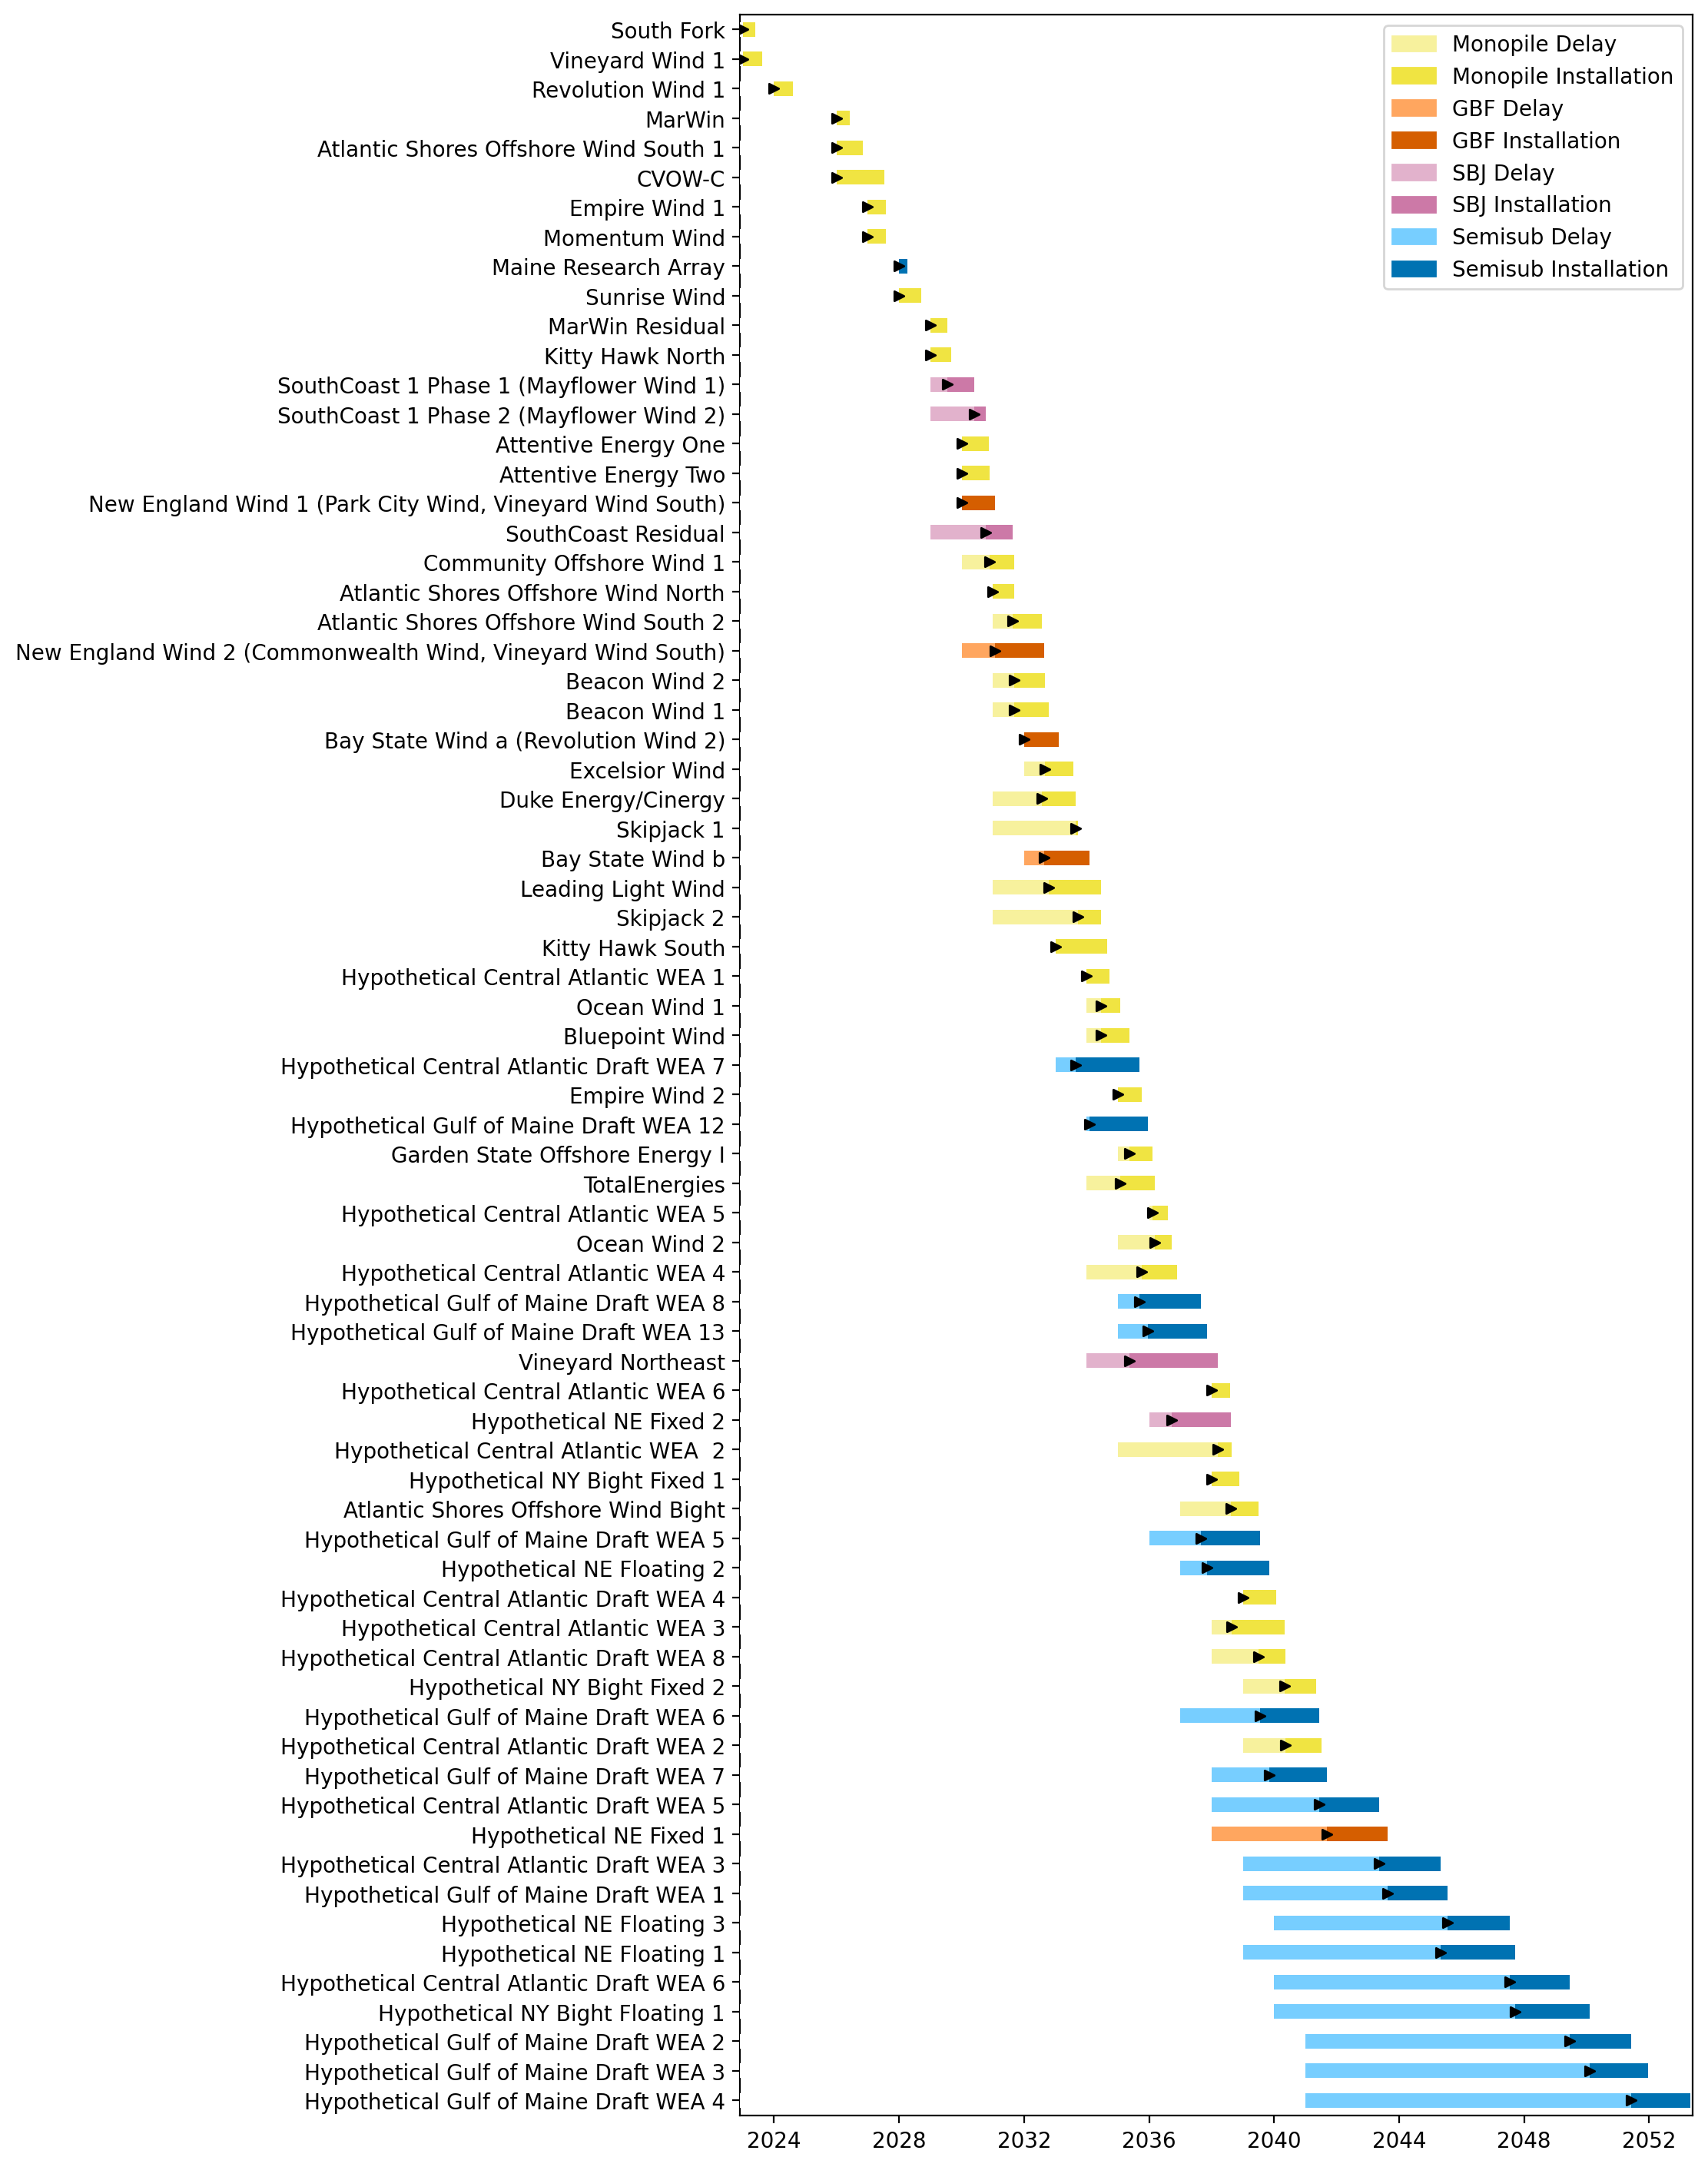 South Fork
Vineyard Wind 1
Revolution Wind 1
MarWin
Atlantic Shores Offshore Wind South 1
CVOW-C
Empire Wind 1
Momentum Wind
Maine Research Array
Sunrise Wind
MarWin Residual
Kitty Hawk North
SouthCoast 1 Phase 1 (Mayflower Wind 1)
SouthCoast 1 Phase 2 (Mayflower Wind 2)
Attentive Energy One
Attentive Energy Two
New England Wind 1 (Park City Wind, Vineyard Wind South)
SouthCoast Residual
Community Offshore Wind 1
Atlantic Shores Offshore Wind North
Atlantic Shores Offshore Wind South 2
New England Wind 2 (Commonwealth Wind, Vineyard Wind South)
Beacon Wind 2
Beacon Wind 1
Bay State Wind a (Revolution Wind 2)
Excelsior Wind
Duke Energy/Cinergy
Skipjack 1
Bay State Wind b
Leading Light Wind
Skipjack 2
Kitty Hawk South
Hypothetical Central Atlantic WEA 1
Ocean Wind 1
Bluepoint Wind
Hypothetical Central Atlantic Draft WEA 7
Empire Wind 2
Hypothetical Gulf of Maine Draft WEA 12
Garden State Offshore Energy I
TotalEnergies
Hypothetical Central Atlantic WEA 5
Ocean Wind 2
Hypothetical Central Atlantic WEA 4
Hypothetical Gulf of Maine Draft WEA 8
Hypothetical Gulf of Maine Draft WEA 13
Vineyard Northeast
Hypothetical Central Atlantic WEA 6
Hypothetical NE Fixed 2
Hypothetical Central Atlantic WEA  2
Hypothetical NY Bight Fixed 1
Atlantic Shores Offshore Wind Bight
Hypothetical Gulf of Maine Draft WEA 5
Hypothetical NE Floating 2
Hypothetical Central Atlantic Draft WEA 4
Hypothetical Central Atlantic WEA 3
Hypothetical Central Atlantic Draft WEA 8
Hypothetical NY Bight Fixed 2
Hypothetical Gulf of Maine Draft WEA 6
Hypothetical Central Atlantic Draft WEA 2
Hypothetical Gulf of Maine Draft WEA 7
Hypothetical Central Atlantic Draft WEA 5
Hypothetical NE Fixed 1
Hypothetical Central Atlantic Draft WEA 3
Hypothetical Gulf of Maine Draft WEA 1
Hypothetical NE Floating 3
Hypothetical NE Floating 1
Hypothetical Central Atlantic Draft WEA 6
Hypothetical NY Bight Floating 1
Hypothetical Gulf of Maine Draft WEA 2
Hypothetical Gulf of Maine Draft WEA 3
Hypothetical Gulf of Maine Draft WEA 4
Monopile Delay
Monopile Installation
GBF Delay
GBF Installation
SBJ Delay
SBJ Installation
Semisub Delay
Semisub Installation
2024 2028 2032 2036 2040 2044 2048 2052